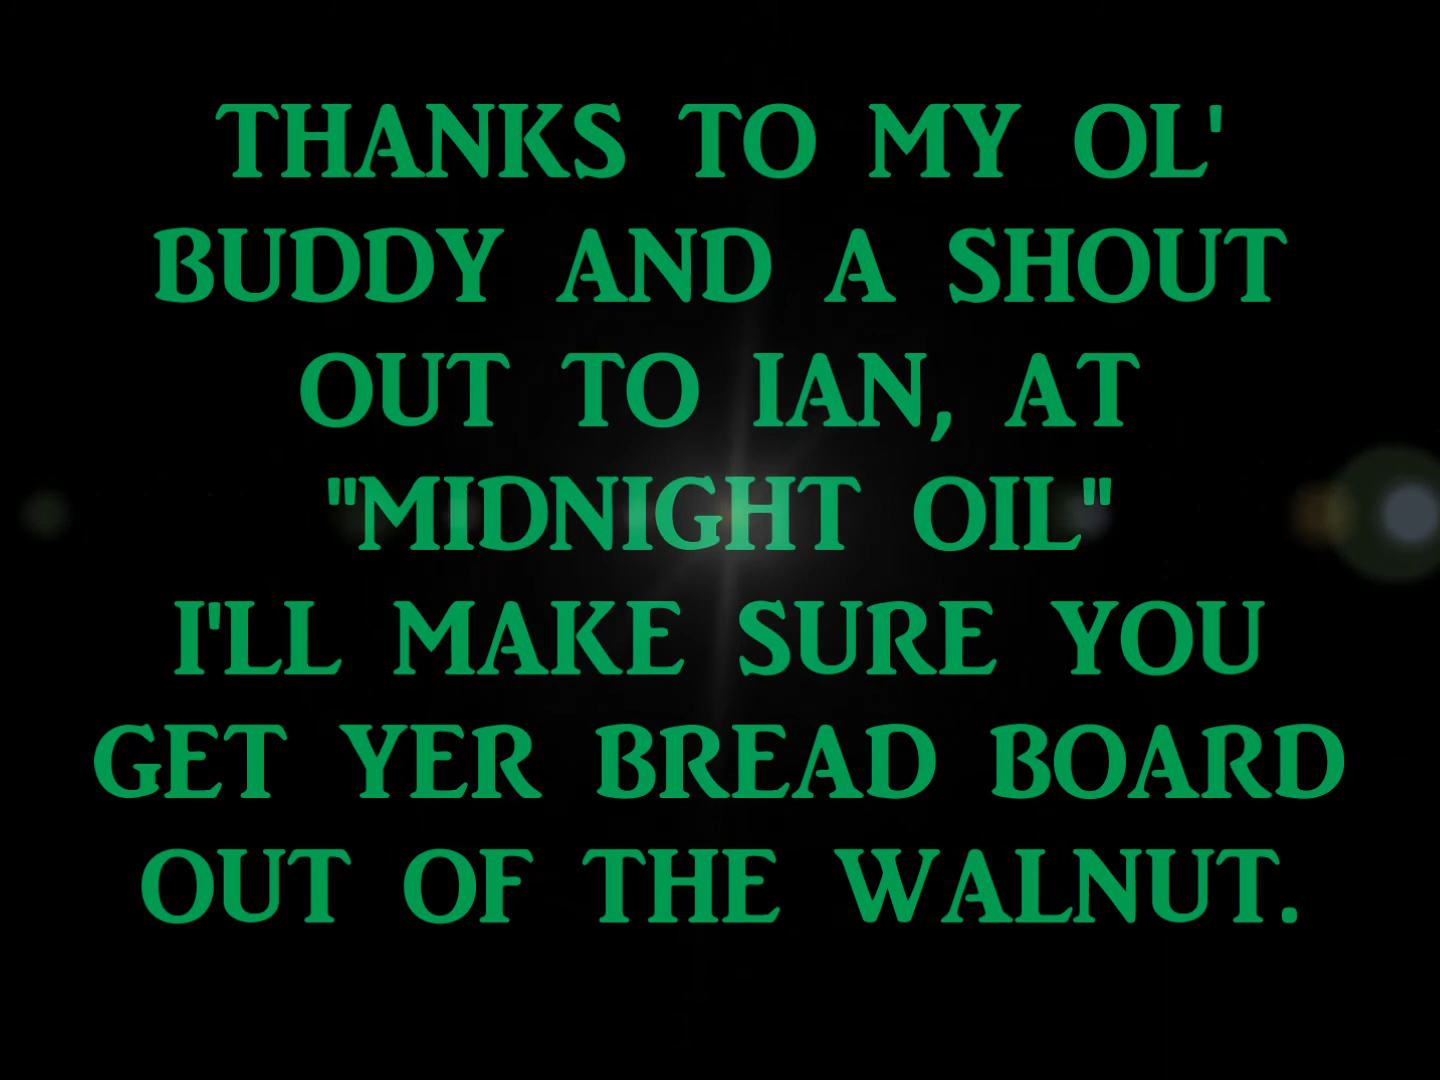 THANKS TO MY OL'
BUDDY AND A SHOUT
OUT TO IAN, AT
"MIDNIGHT OIL"
I'LL MAKE SURE YOU
GET YER BREAD BOARD
OUT OF THE WALNUT.